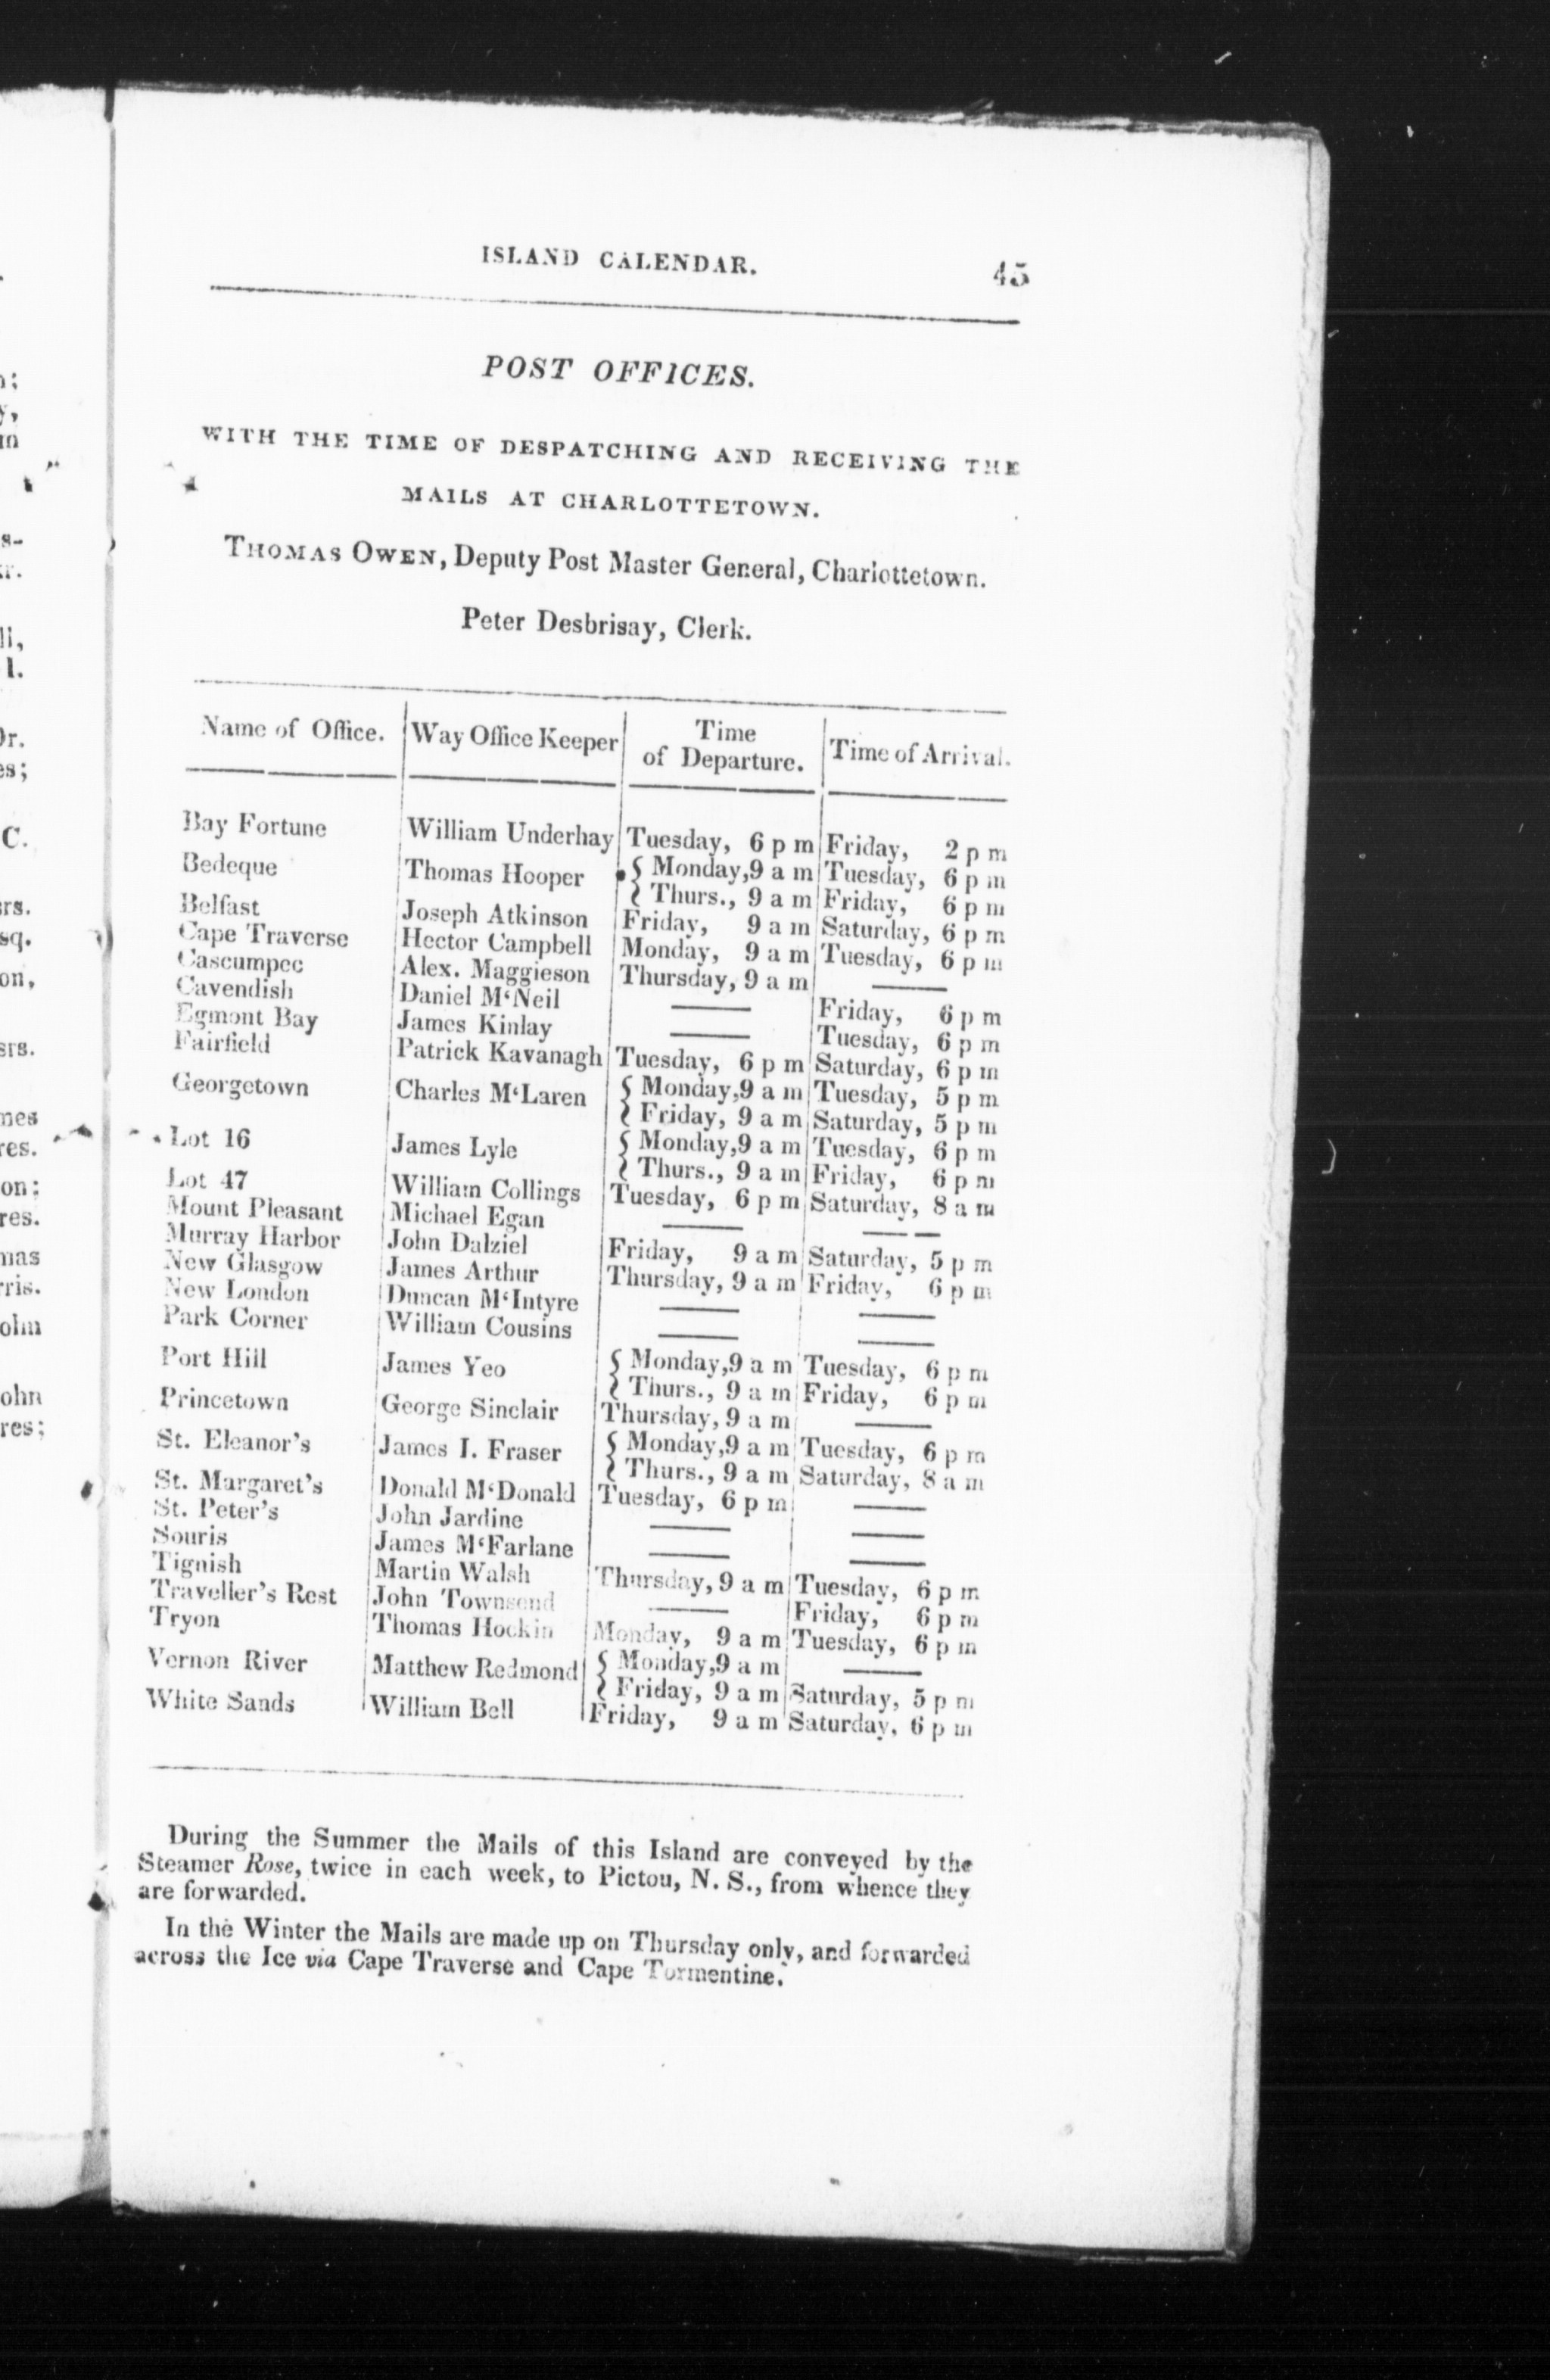 ISLAND CALENDAR. 45
POST OFFICES.
WITH THE TIME OF DESPATCHING AND RECEIVING THE
MAILS AT CHARLOTTETOWN.
THOMAS OWEN, Deputy Post Master General, Charlottetown.
Peter Desbrisay, Clerk.
Name of Office. Way Office Keeper Time of Departure. Time of Arrival.
Bay Fortune William Underhay Tuesday, 6 p m Friday, 2 p m
Bedeque Thomas Hooper { Monday, 9 a m Tuesday, 6 p m
{ Thurs., 9 a m Friday, 6 p m
Belfast Joseph Atkinson Friday, 9 a m Saturday, 6 p m
Cape Traverse Hector Campbell Monday, 9 a m Tuesday, 6 p m
Cascumpec Alex. Maggieson Thursday, 9 a m ——
Cavendish Daniel M‘Neil —— Friday, 6 p m
Egmont Bay James Kinlay —— Tuesday, 6 p m
Fairfield Patrick Kavanagh Tuesday, 6 p m Saturday, 6 p m
Georgetown Charles M‘Laren { Monday, 9 a m Tuesday, 5 p m
{ Friday, 9 a m Saturday, 5 p m
Lot 16 James Lyle { Monday, 9 a m Tuesday, 6 p m
{ Thurs., 9 a m Friday, 6 p m
Lot 47 William Collings Tuesday, 6 p m Saturday, 8 a m
Mount Pleasant Michael Egan —— ——
Murray Harbor John Dalziel Friday, 9 a m Saturday, 5 p m
New Glasgow James Arthur Thursday, 9 a m Friday, 6 p m
New London Duncan M‘Intyre —— ——
Park Corner William Cousins —— ——
Port Hill James Yeo { Monday, 9 a m Tuesday, 6 p m
{ Thurs., 9 a m Friday, 6 p m
Princetown George Sinclair Thursday, 9 a m ——
St. Eleanor's James I. Fraser { Monday, 9 a m Tuesday, 6 p m
{ Thurs., 9 a m Saturday, 8 a m
St. Margaret's Donald M‘Donald Tuesday, 6 p m ——
St. Peter's John Jardine —— ——
Souris James M‘Farlane —— ——
Tignish Martin Walsh Thursday, 9 a m Tuesday, 6 p m
Traveller's Rest John Townsend —— Friday, 6 p m
Tryon Thomas Hockin Monday, 9 a m Tuesday, 6 p m
Vernon River Matthew Redmond { Monday, 9 a m ——
{ Friday, 9 a m Saturday, 5 p m
White Sands William Bell Friday, 9 a m Saturday, 6 p m
During the Summer the Mails of this Island are conveyed by the
Steamer Rose, twice in each week, to Pictou, N. S., from whence they
are forwarded.
In the Winter the Mails are made up on Thursday only, and forwarded
across the Ice via Cape Traverse and Cape Tormentine.